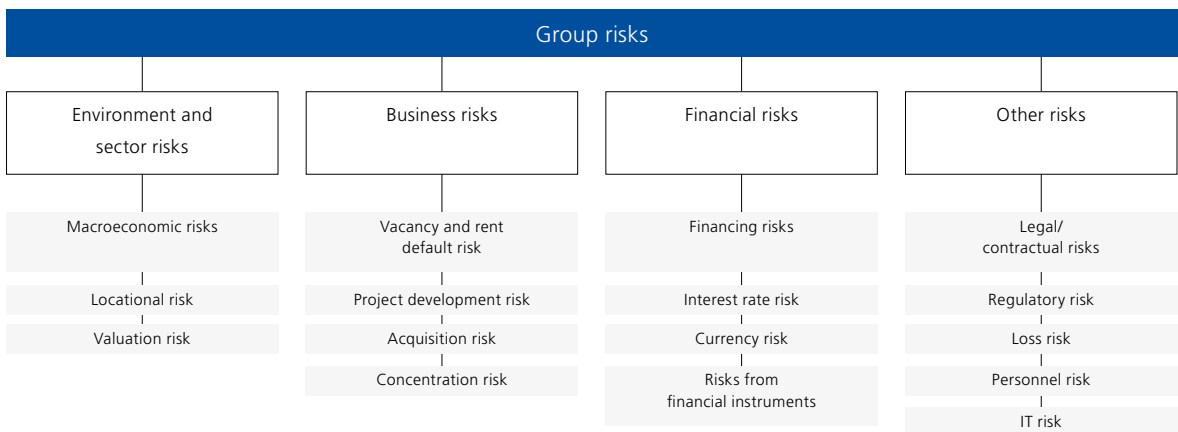 Group risks
Environment and
sector risks
Business risks
Financial risks
Other risks
Macroeconomic risks
Locational risk
Valuation risk
Vacancy and rent
default risk
Project development risk
Acquisition risk
Concentration risk
Financing risks
Interest rate risk
Currency risk
Risks from
financial instruments
Legal/
contractual risks
Regulatory risk
Loss risk
Personnel risk
IT risk